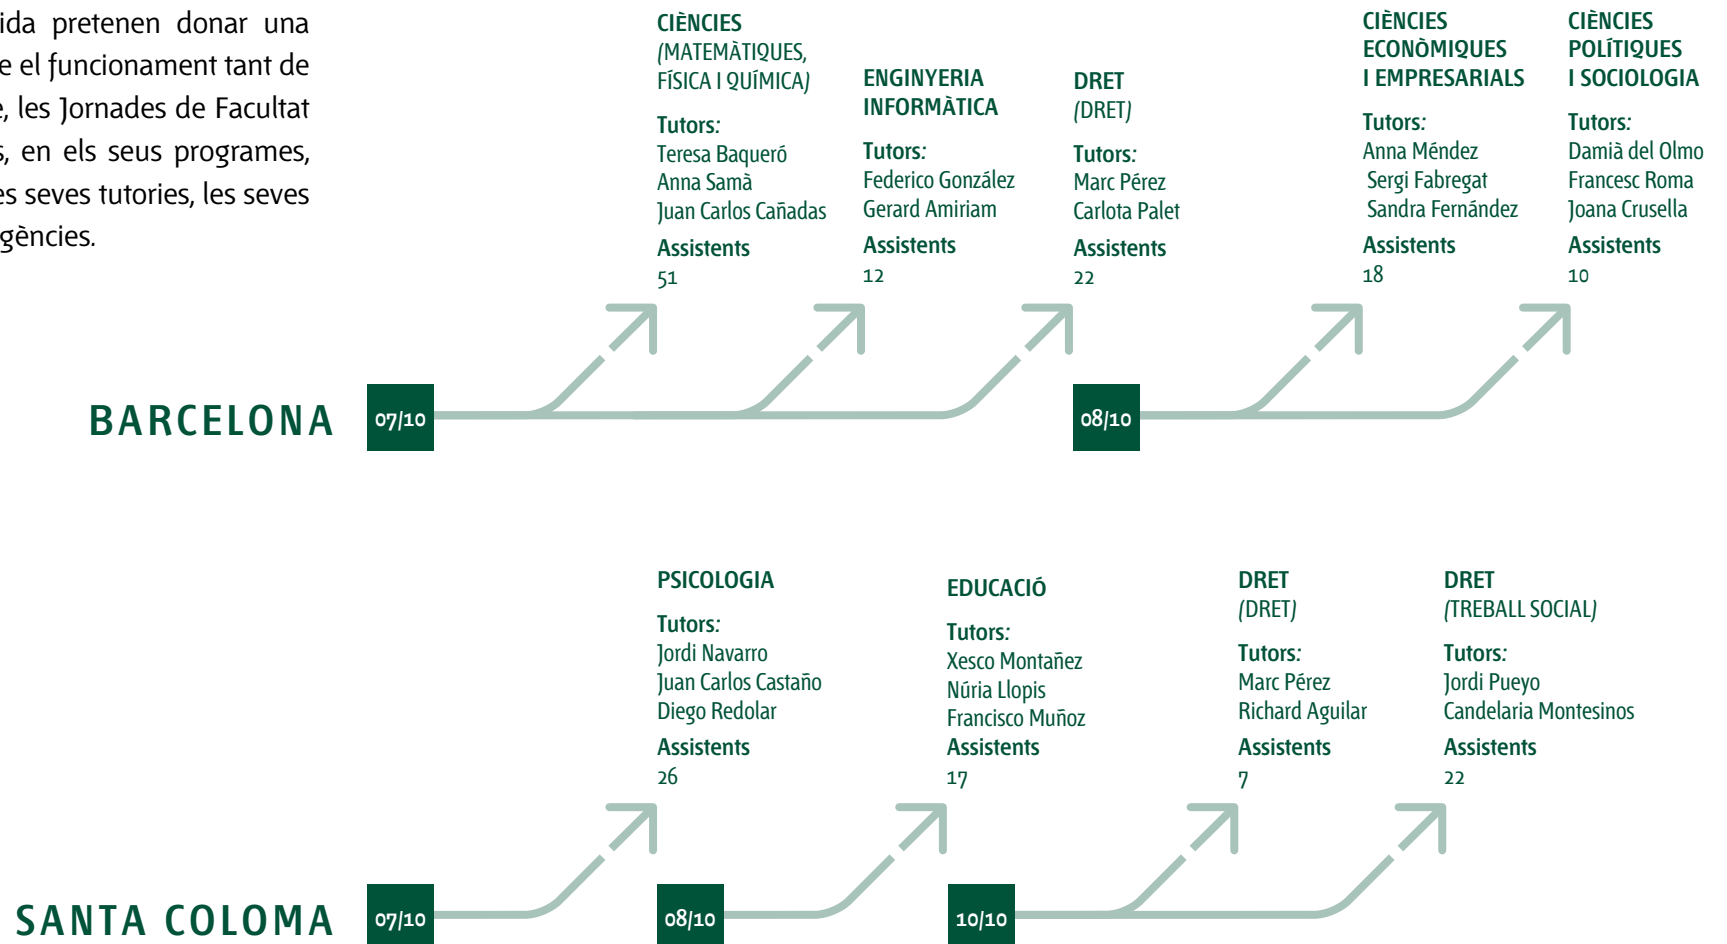 ida pretenen donar una
e el funcionament tant de
e, les Jornades de Facultat
s, en els seus programes,
es seves tutories, les seves
gències.
CIÈNCIES
(MATEMÀTIQUES,
FÍSICA I QUÍMICA)
Tutors:
Teresa Baqueró
Anna Samà
Juan Carlos Cañadas
Assistents
51
ENGINYERIA
INFORMÀTICA
Tutors:
Federico González
Gerard Amiriam
Assistents
12
DRET
(DRET)
Tutors:
Marc Pérez
Carlota Palet
Assistents
22
CIÈNCIES
ECONÒMIQUES
I EMPRESARIALS
Tutors:
Anna Méndez
Sergi Fabregat
Sandra Fernández
Assistents
18
CIÈNCIES
POLÍTIQUES
I SOCIOLOGIA
Tutors:
Damià del Olmo
Francesc Roma
Joana Crusella
Assistents
10
BARCELONA
07/10
08/10
PSICOLOGIA
Tutors:
Jordi Navarro
Juan Carlos Castaño
Diego Redolar
Assistents
26
EDUCACIÓ
Tutors:
Xesco Montañez
Núria Llopis
Francisco Muñoz
Assistents
17
DRET
(DRET)
Tutors:
Marc Pérez
Richard Aguilar
Assistents
7
DRET
(TREBALL SOCIAL)
Tutors:
Jordi Pueyo
Candelaria Montesinos
Assistents
22
SANTA COLOMA
07/10
08/10
10/10